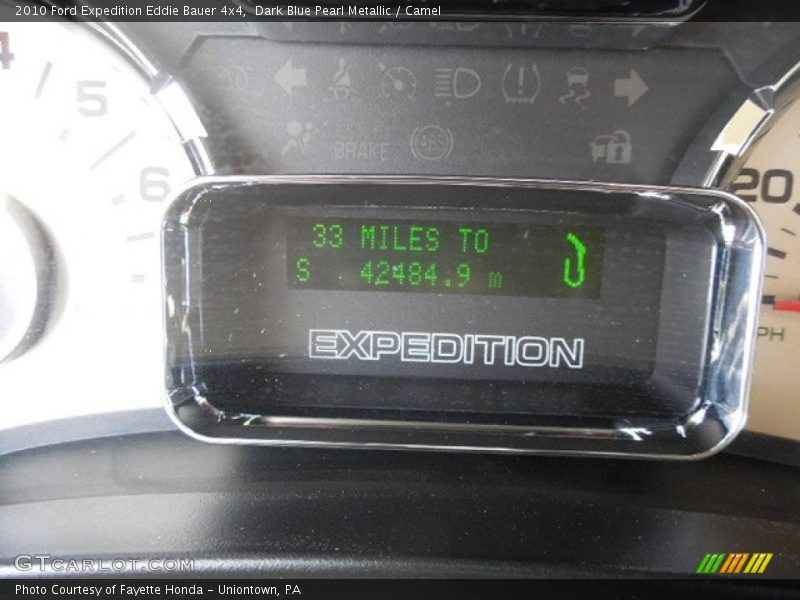 2010 Ford Expedition Eddie Bauer 4x4,  Dark Blue Pearl Metallic / Camel
5
6
BRAKE
ABS
20
33 MILES TO
S 42484.9 m
EXPEDITION
PH
GTCARLOT.COM
Photo Courtesy of Fayette Honda - Uniontown, PA